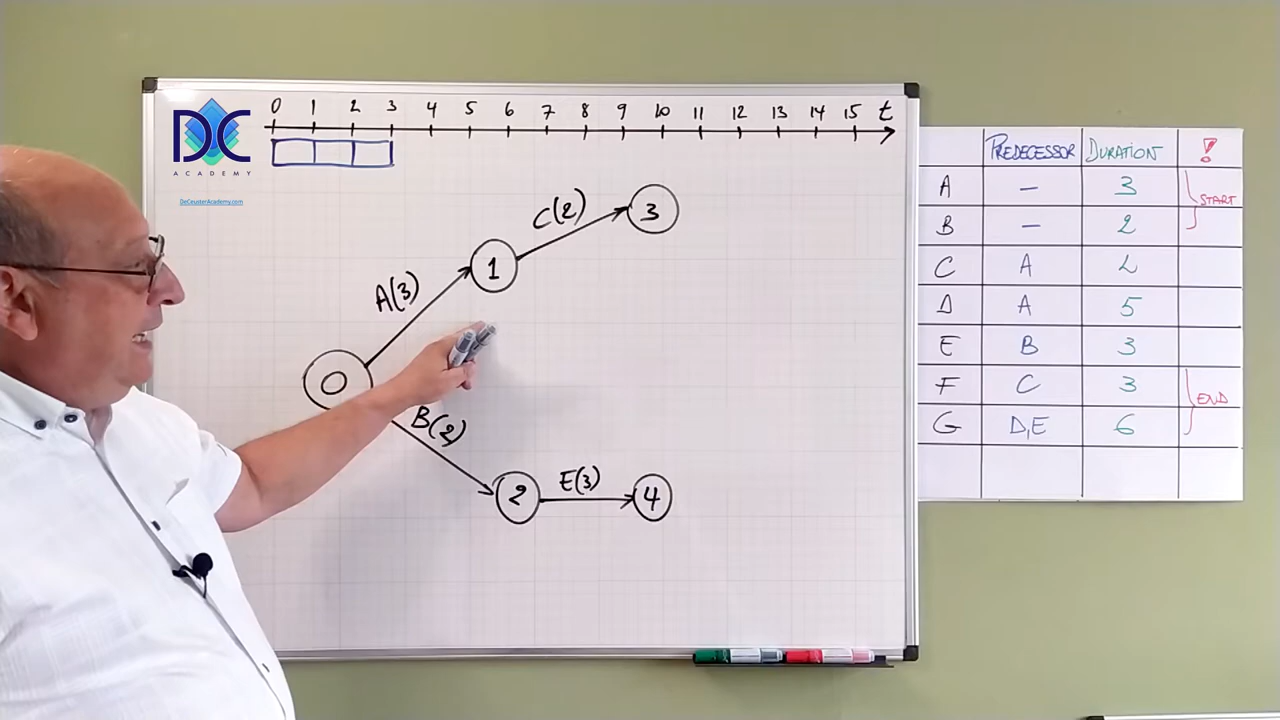 0 1 2 3 4 5 6 7 8 9 10 11 12 13 14 15 t
DC
ACADEMY
DeCeusterAcademy.com
C(2)
3
1
A(3)
0
B(2)
E(3)
2
4
PREDECESSOR DURATION !
A – 3
START
B – 2
C A 2
D A 5
E B 3
F C 3
END
G D,E 6